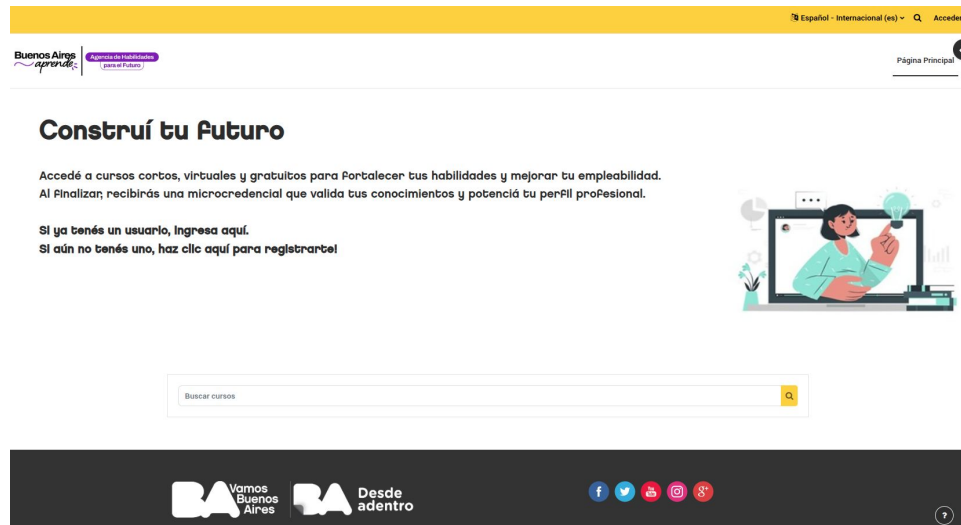 Español - Internacional (es)
Acceder
Buenos Aires
aprende
Agencia de Habilidades
para el Futuro
Página Principal
Construí tu futuro
Accedé a cursos cortos, virtuales y gratuitos para fortalecer tus habilidades y mejorar tu empleabilidad.
Al finalizar, recibirás una microcredencial que valida tus conocimientos y potenciá tu perfil profesional.
Si ya tenés un usuario, ingresa aquí.
Si aún no tenés uno, haz clic aquí para registrarte!
Buscar cursos
BA Vamos
Buenos
Aires
BA Desde
adentro
?